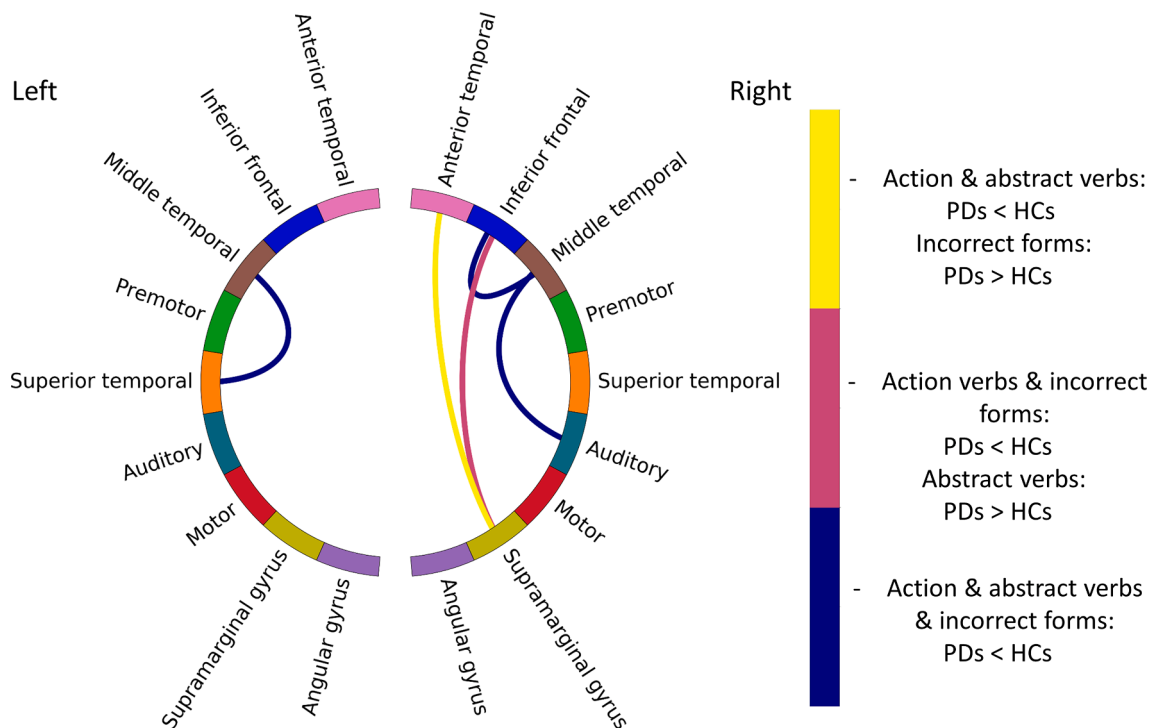 Left
Right
Anterior temporal
Inferior frontal
Middle temporal
Premotor
Superior temporal
Auditory
Motor
Supramarginal gyrus
Angular gyrus
Anterior temporal
Inferior frontal
Middle temporal
Premotor
Superior temporal
Auditory
Motor
Supramarginal gyrus
Angular gyrus
- Action & abstract verbs:
PDs < HCs
Incorrect forms:
PDs > HCs
- Action verbs & incorrect
forms:
PDs < HCs
Abstract verbs:
PDs > HCs
- Action & abstract verbs
& incorrect forms:
PDs < HCs